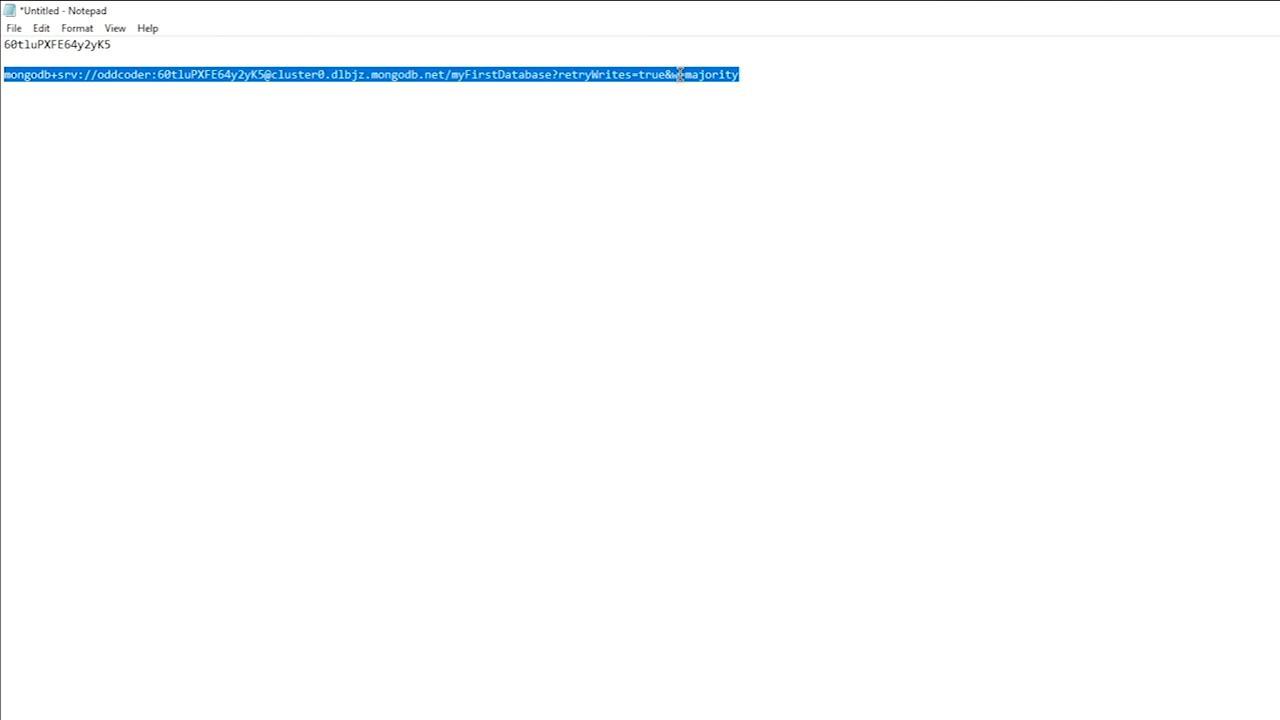 *Untitled - Notepad
File Edit Format View Help
60tluPXFE64y2yK5
mongodb+srv://oddcoder:60tluPXFE64y2yK5@cluster0.dlbjz.mongodb.net/myFirstDatabase?retryWrites=true&w=majority